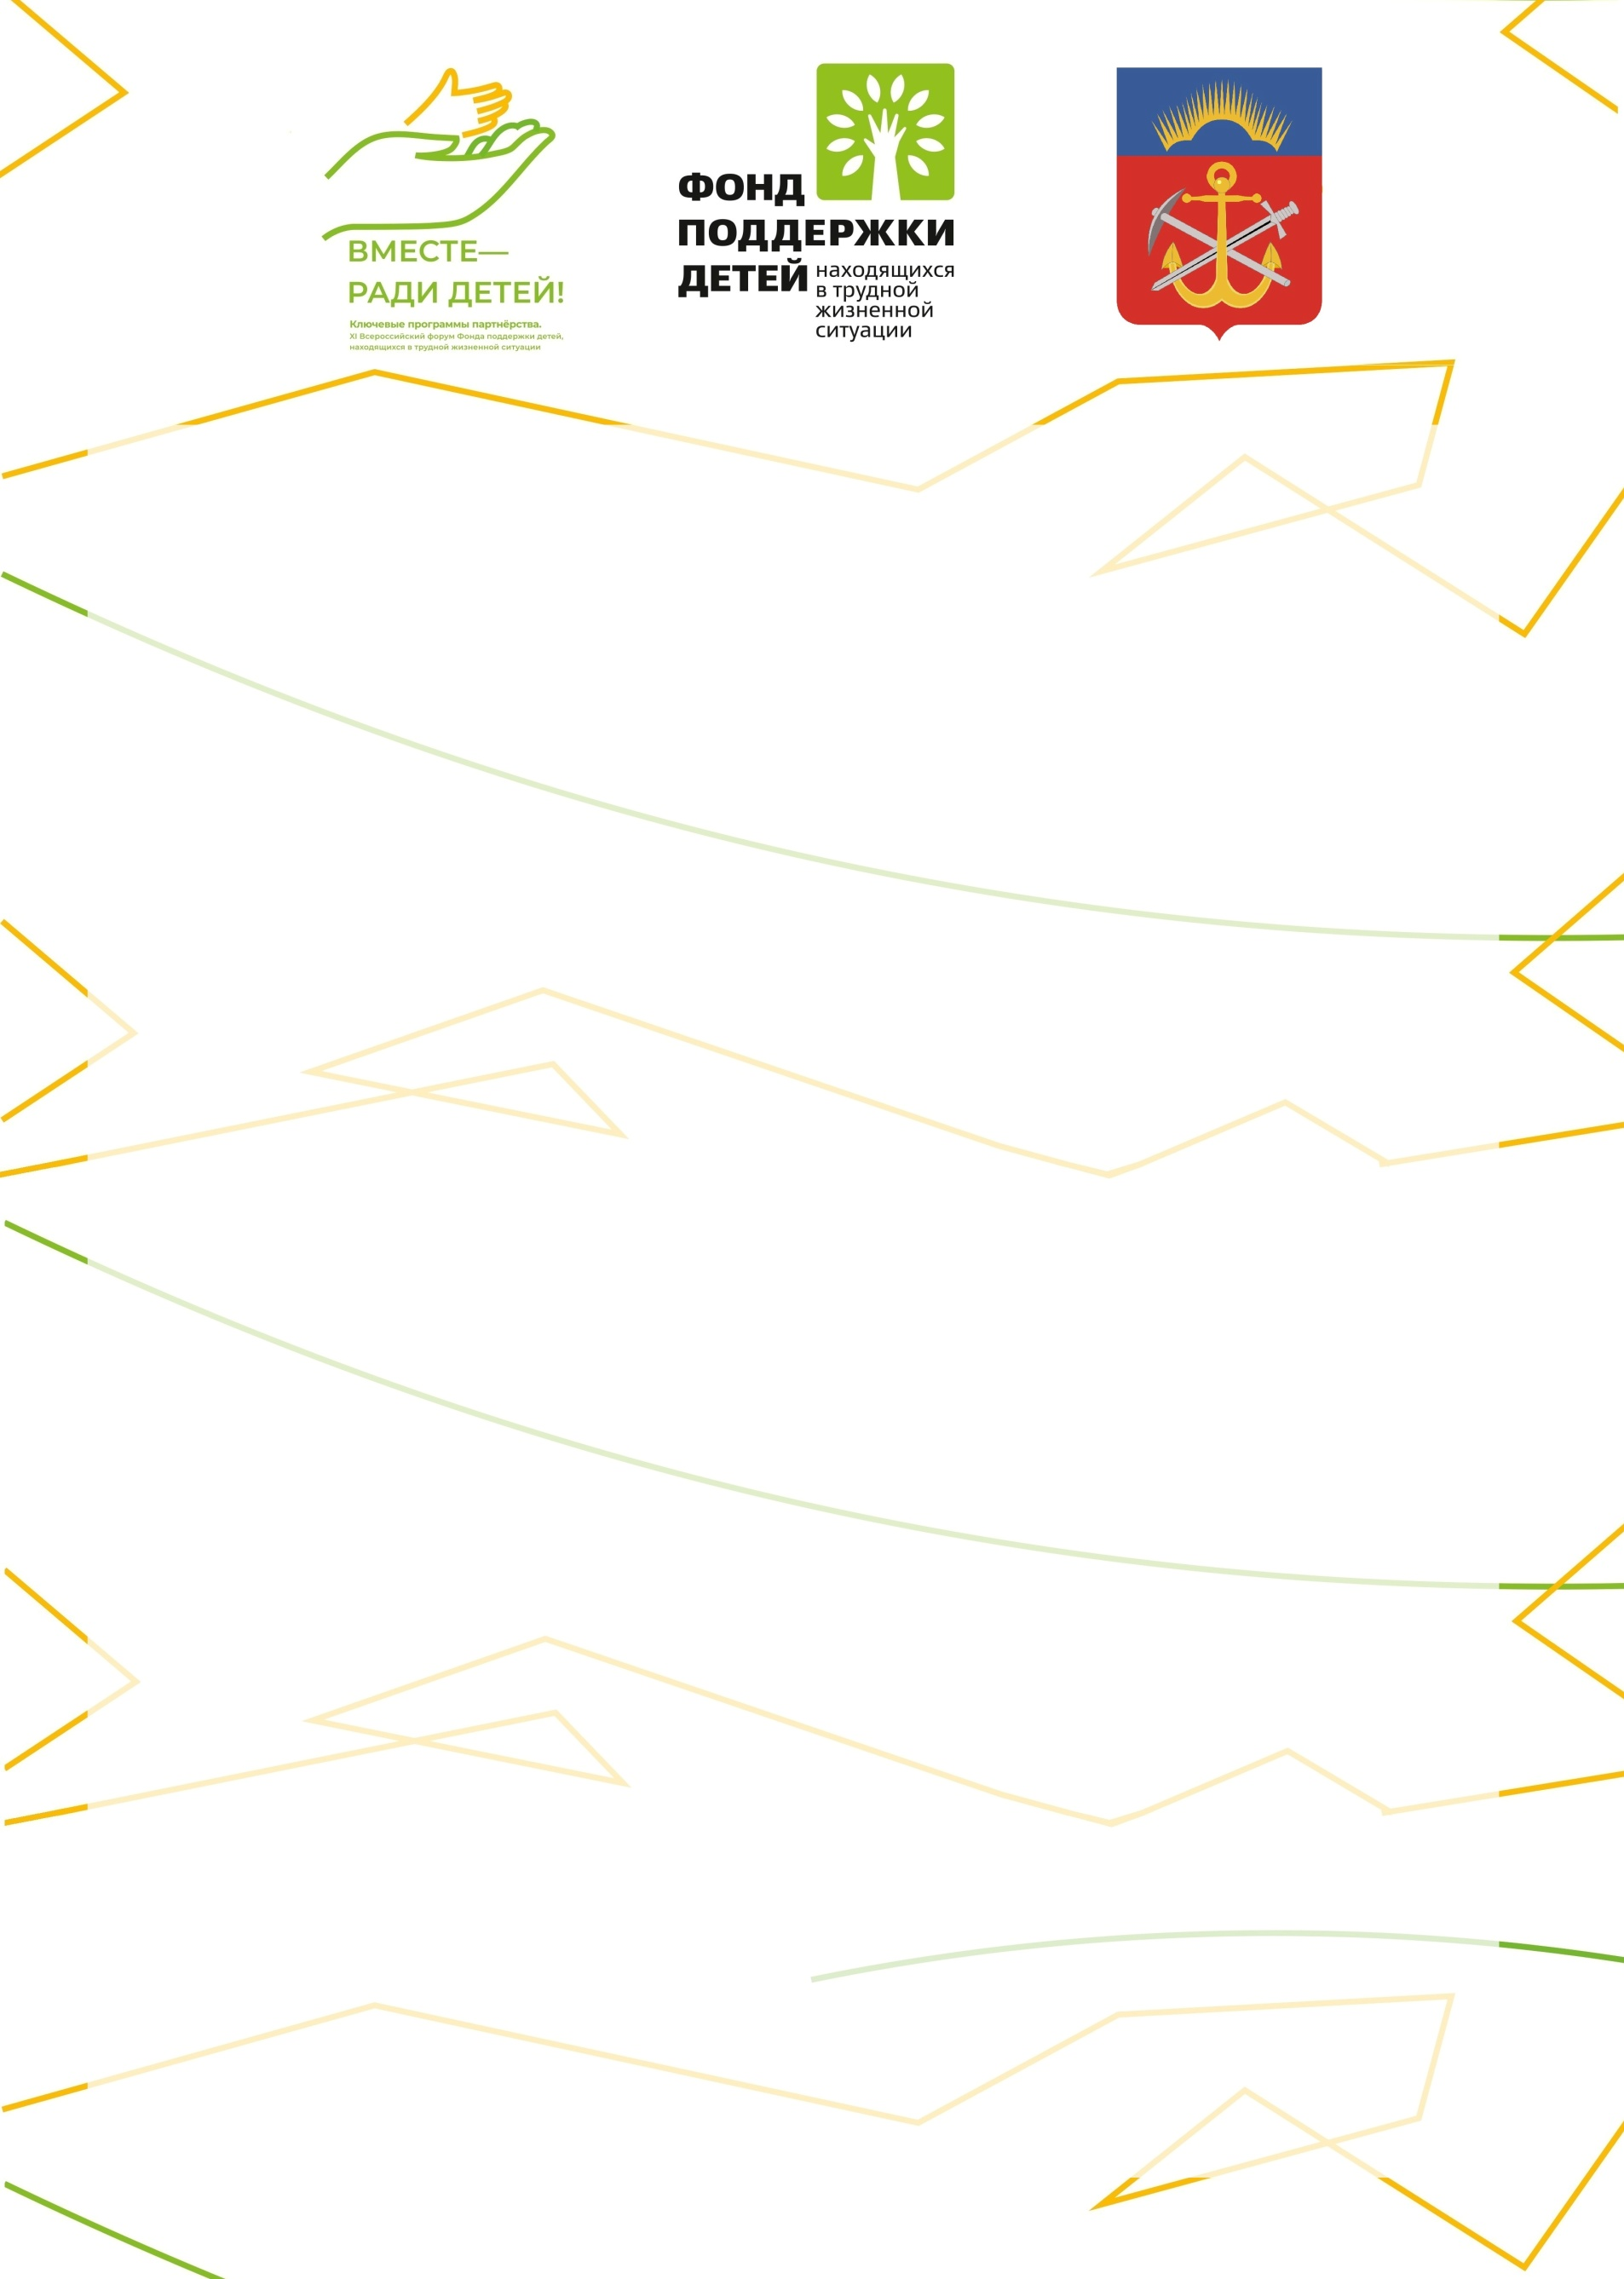 ВМЕСТЕ—
РАДИ ДЕТЕЙ!
Ключевые программы партнёрства.
XI Всероссийский форум Фонда поддержки детей,
находящихся в трудной жизненной ситуации
ФОНД
ПОДДЕРЖКИ
ДЕТЕЙ
находящихся
в трудной
жизненной
ситуации